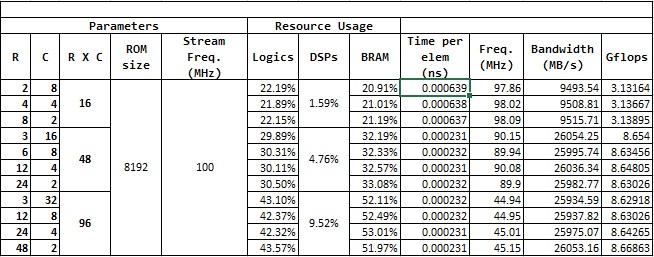 Parameters Resource Usage
R C R X C ROM size Stream Freq. (MHz) Logics DSPs BRAM Time per elem (ns) Freq. (MHz) Bandwidth (MB/s) Gflops
2 8 16 8192 100 22.19% 1.59% 20.91% 0.000639 97.86 9493.54 3.13164
4 4 21.89% 21.01% 0.000638 98.02 9508.81 3.13667
8 2 22.15% 21.19% 0.000637 98.09 9515.71 3.13895
3 16 48 29.89% 4.76% 32.19% 0.000231 90.15 26054.25 8.654
6 8 30.31% 32.33% 0.000232 89.94 25995.74 8.63456
12 4 30.11% 32.57% 0.000231 90.08 26036.34 8.64805
24 2 30.50% 33.08% 0.000232 89.9 25982.77 8.63026
3 32 96 43.10% 9.52% 52.11% 0.000232 44.94 25934.59 8.62918
12 8 42.37% 52.49% 0.000232 44.95 25937.82 8.63026
24 4 42.32% 53.01% 0.000231 45.01 25975.07 8.64265
48 2 43.57% 51.97% 0.000231 45.15 26053.16 8.66863